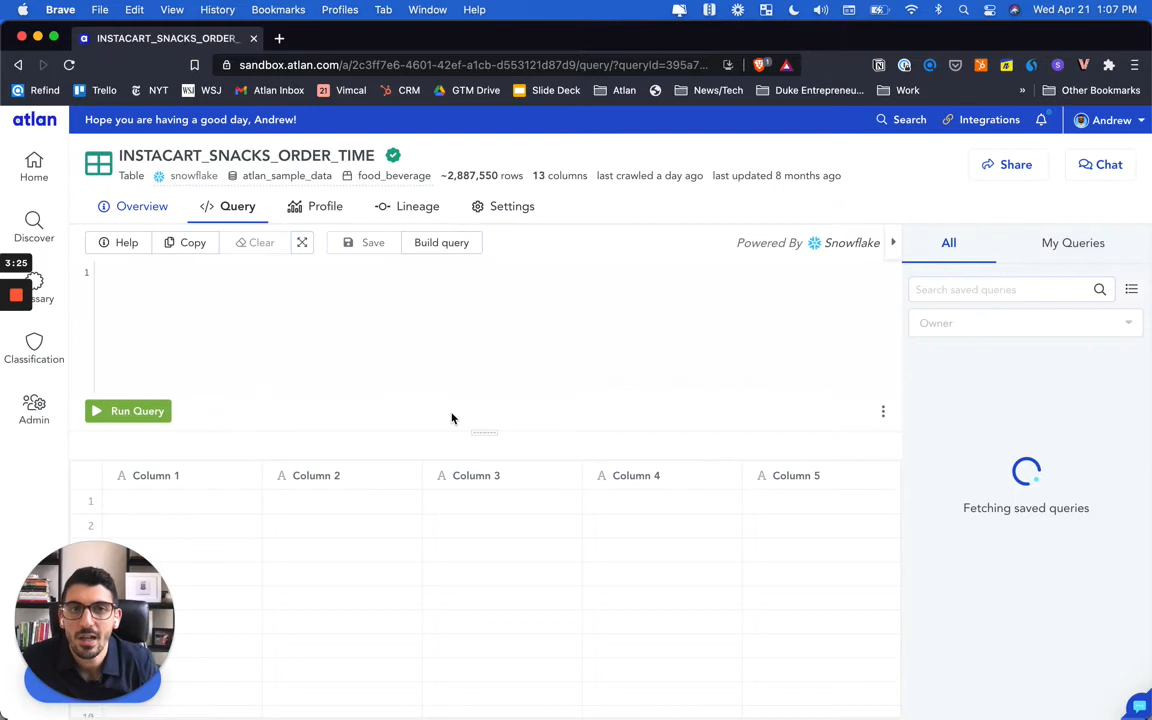 Brave File Edit View History Bookmarks Profiles Tab Window Help Wed Apr 21 1:07 PM
INSTACART_SNACKS_ORDER_
sandbox.atlan.com/a/2c3ff7e6-4601-42ef-a1cb-d553121d87d9/query/?queryId=395a7...
Refind Trello NYT WSJ Atlan Inbox 21 Vimcal CRM GTM Drive Slide Deck Atlan News/Tech Duke Entrepreneu... Work » Other Bookmarks
atlan Hope you are having a good day, Andrew! Search Integrations Andrew
INSTACART_SNACKS_ORDER_TIME
Table snowflake atlan_sample_data food_beverage ~2,887,550 rows 13 columns last crawled a day ago last updated 8 months ago
Share Chat
Home
Overview </> Query Profile Lineage Settings
Discover
Help Copy Clear Save Build query Powered By Snowflake All My Queries
3:25
1
Search saved queries
ssary
Owner
Classification
Run Query
Admin
Column 1 Column 2 Column 3 Column 4 Column 5
1
Fetching saved queries
2